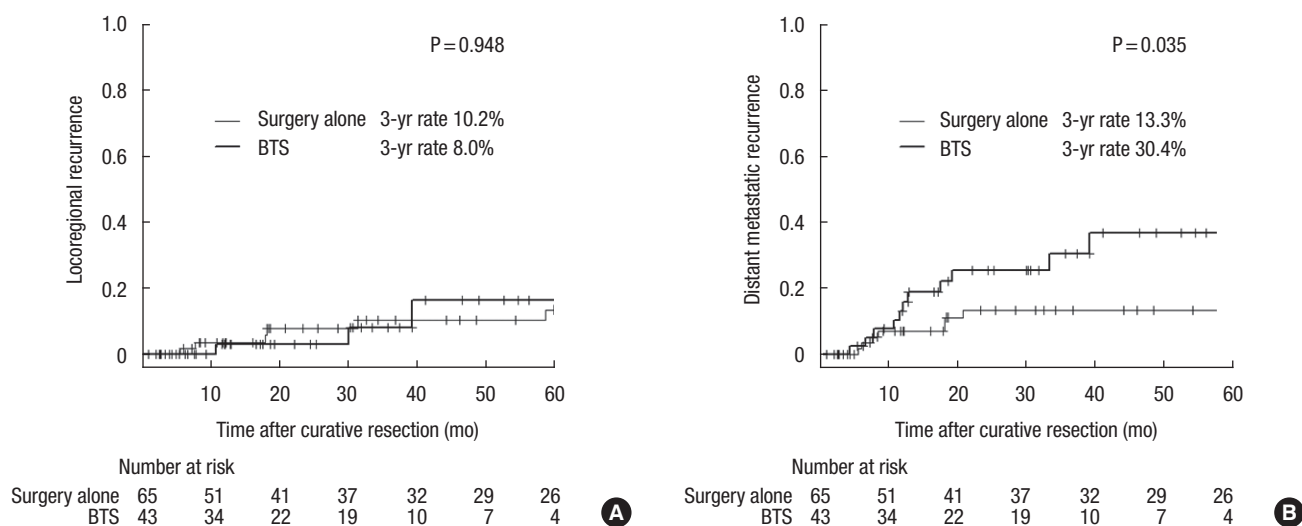 1.0
0.8
0.6
0.4
0.2
0
Locoregional recurrence
P=0.948
Surgery alone 3-yr rate 10.2%
BTS 3-yr rate 8.0%
10 20 30 40 50 60
Time after curative resection (mo)
Number at risk
Surgery alone 65 51 41 37 32 29 26
BTS 43 34 22 19 10 7 4
A
1.0
0.8
0.6
0.4
0.2
0
Distant metastatic recurrence
P=0.035
Surgery alone 3-yr rate 13.3%
BTS 3-yr rate 30.4%
10 20 30 40 50 60
Time after curative resection (mo)
Number at risk
Surgery alone 65 51 41 37 32 29 26
BTS 43 34 22 19 10 7 4
B